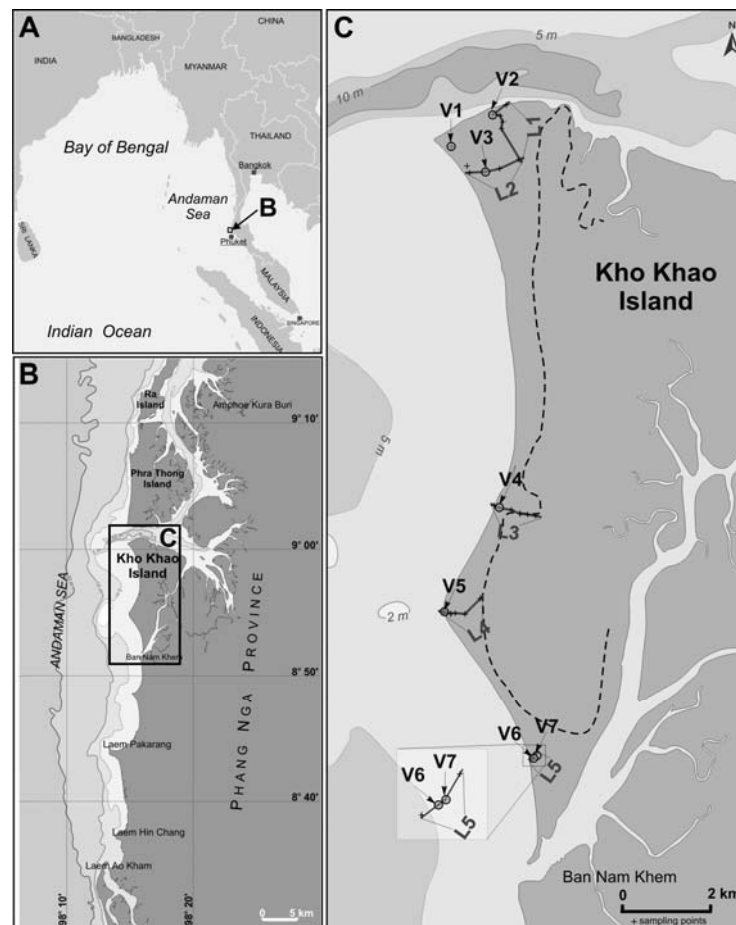 A
CHINA
INDIA
BANGLADESH
MYANMAR
Bay of Bengal
THAILAND
Bangkok
Andaman
Sea
B
Phuket
SRI LANKA
MALAYSIA
SINGAPORE
INDONESIA
Indian Ocean
B
Ra
Island
Amphoe Kura Buri
9° 10'
Phra Thong
Island
C
9° 00'
Kho Khao
Island
ANDAMAN SEA
PHANG NGA PROVINCE
Ban Nam Khem
8° 50'
Laem Pakarang
8° 40'
Laem Hin Chang
Laem Ao Kham
98° 10'
98° 20'
0 5 km
C
N
5 m
10 m
V2
V1
V3
L1
L2
Kho Khao
Island
5 m
V4
L3
V5
2 m
L4
V7
V6
L5
V7
V6
L5
Ban Nam Khem
0 2 km
+ sampling points